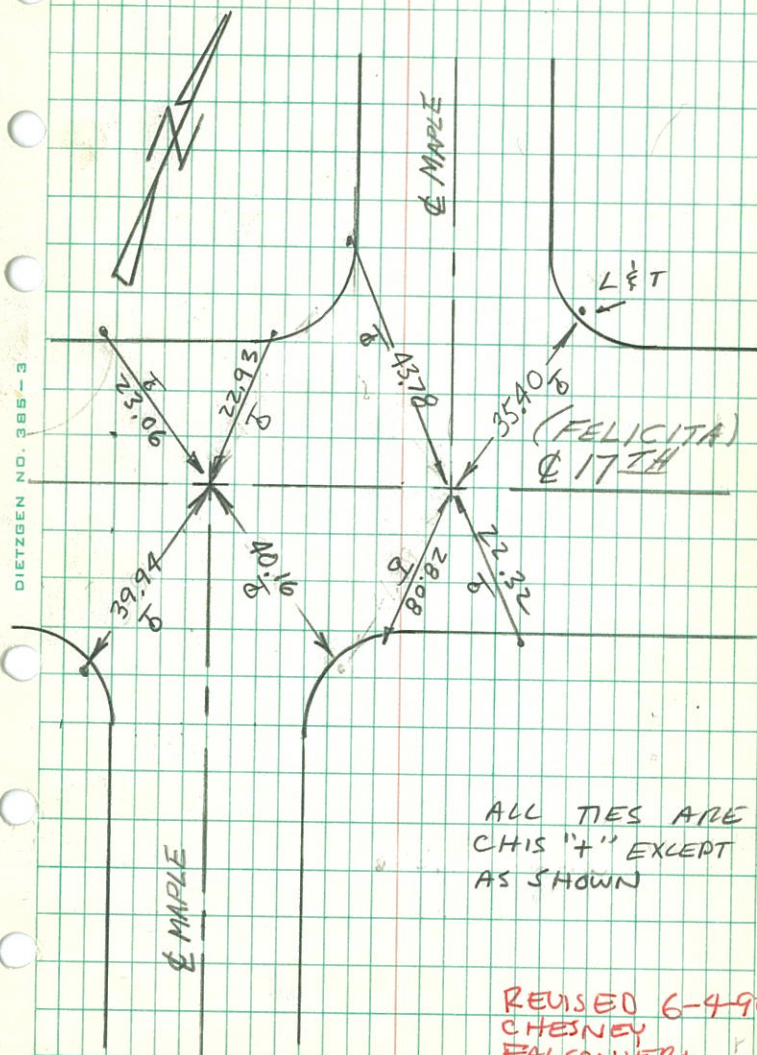 ℄ MAPLE
L & T
43.78
22.93
32.06
35.40
(FELICITA)
℄ 17TH
39.94
40.16
80.82
22.32
℄ MAPLE
ALL TIES ARE
CHIS "+" EXCEPT
AS SHOWN
REVISED 6-4-9
CHESNEY
DIETZGEN NO. 385-3